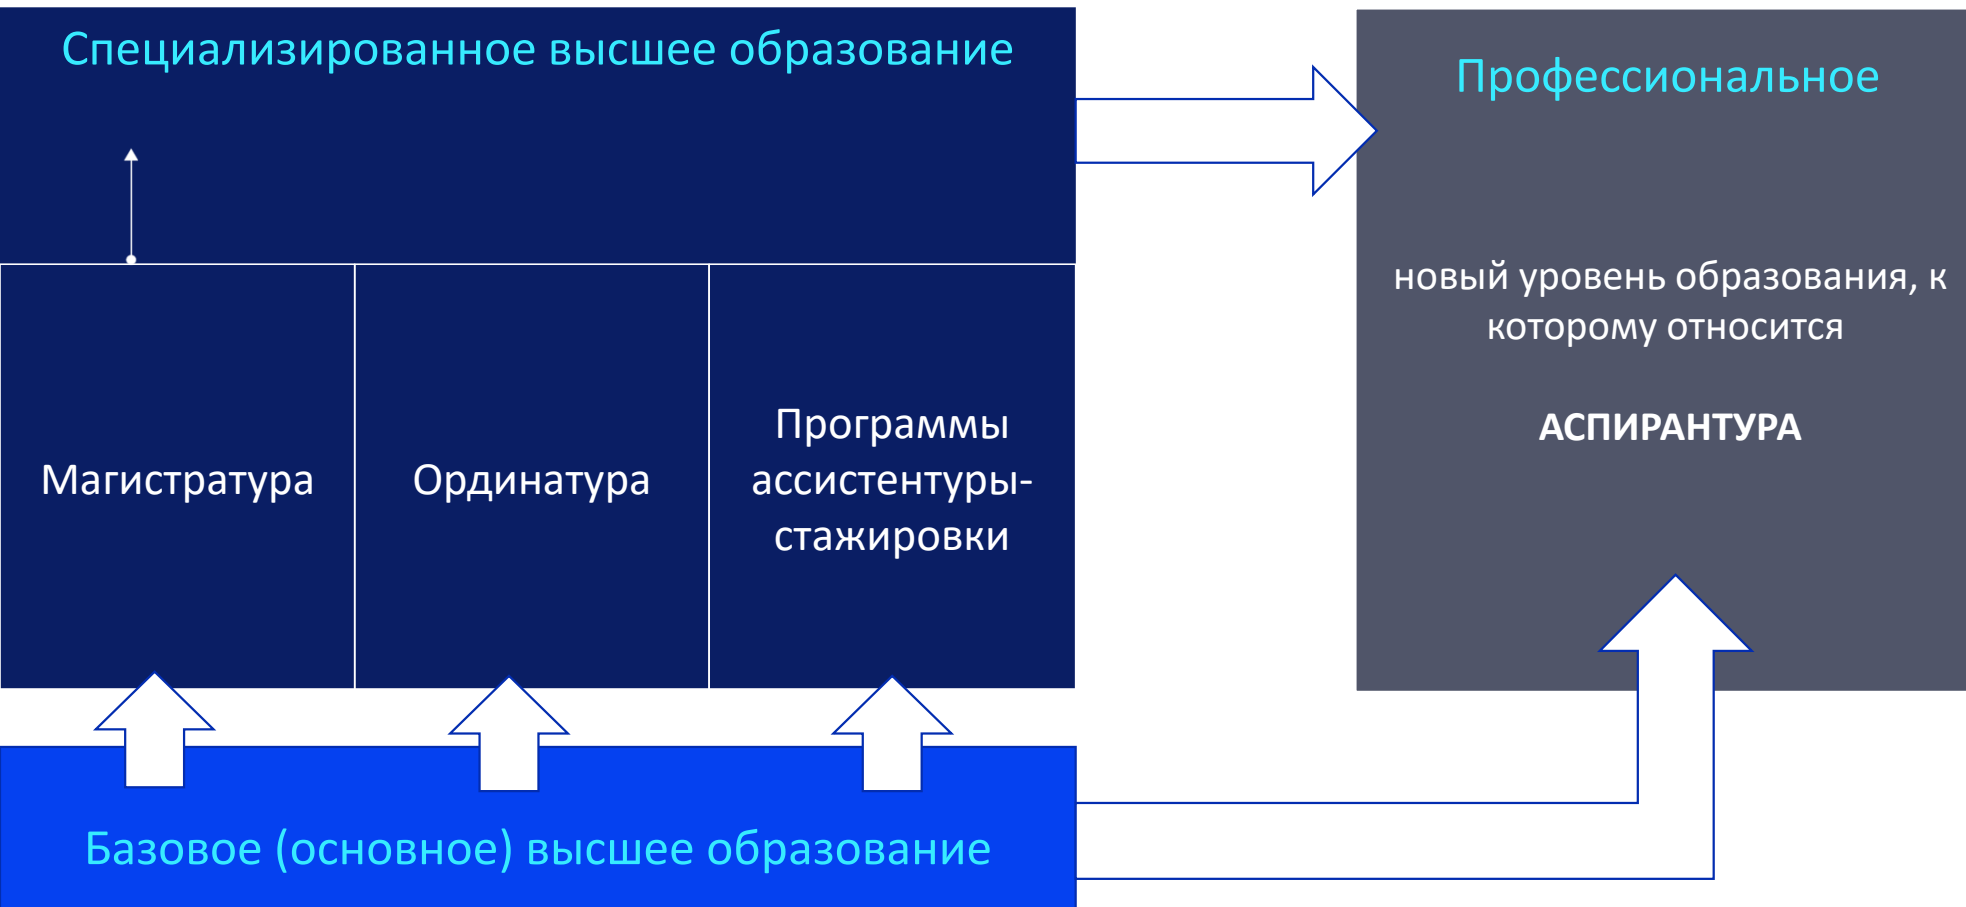 Специализированное высшее образование
Профессиональное
новый уровень образования, к
которому относится
АСПИРАНТУРА
Магистратура
Ординатура
Программы
ассистентуры-
стажировки
Базовое (основное) высшее образование